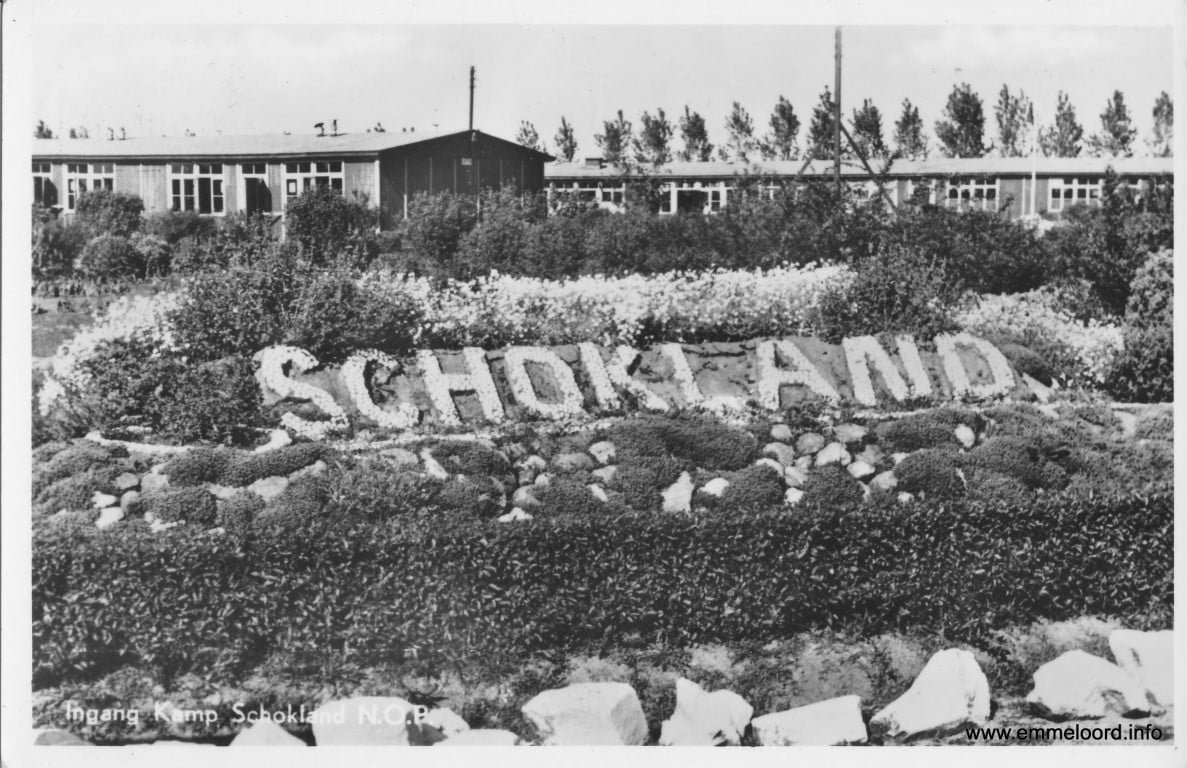 SCHOKLAND
Ingang Kamp Schokland N.O.P.
www.emmeloord.info